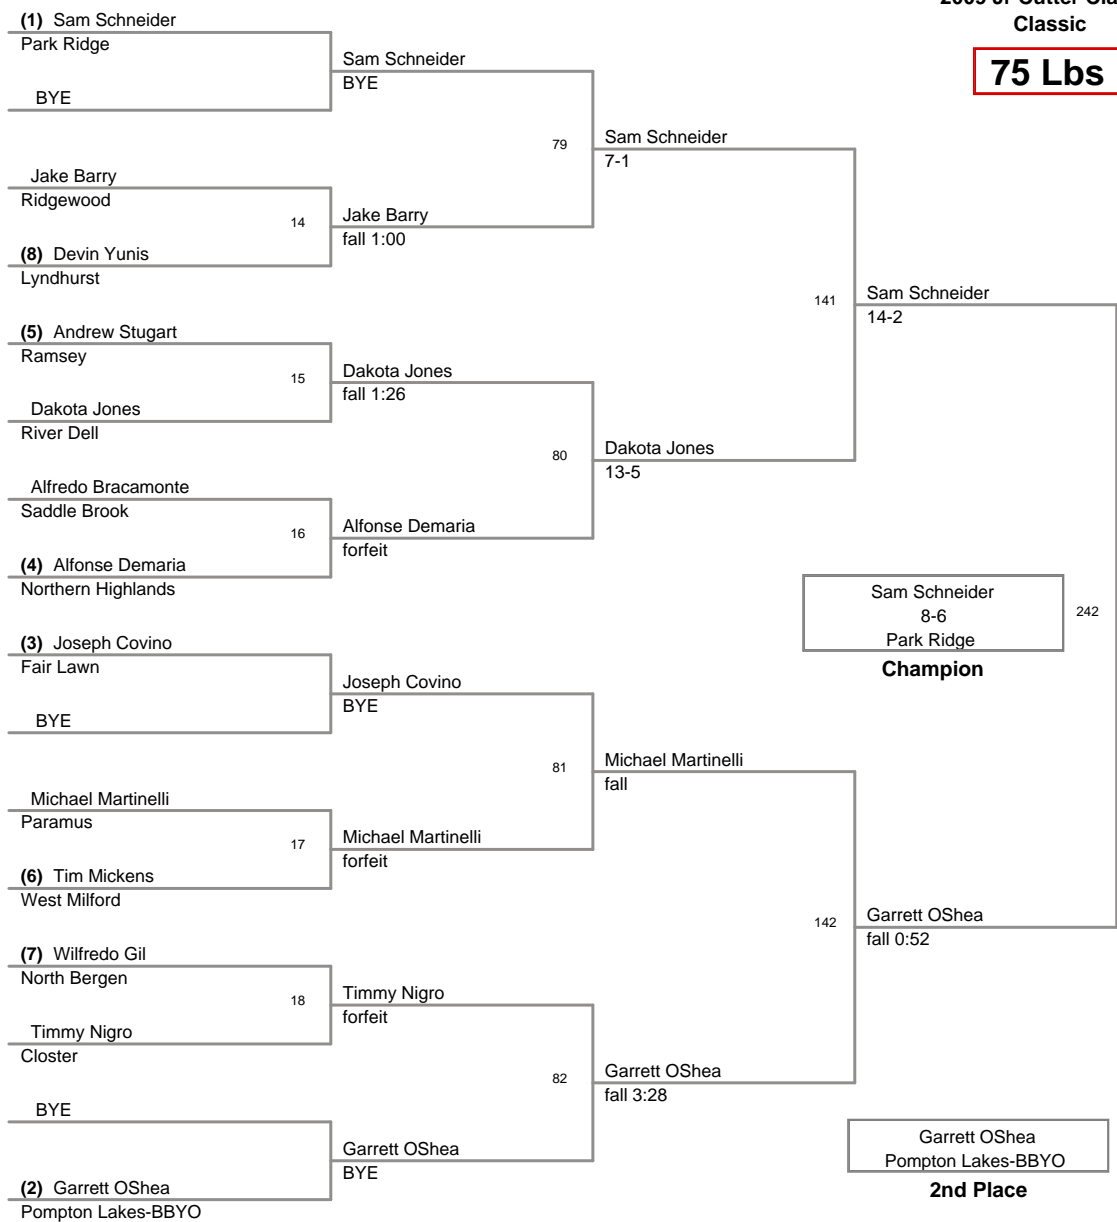 2009 Jr Cutter
Classic
75 Lbs
(1) Sam Schneider
Park Ridge
BYE
Jake Barry
Ridgewood
14
(8) Devin Yunis
Lyndhurst
(5) Andrew Stugart
Ramsey
15
Dakota Jones
River Dell
Alfredo Bracamonte
Saddle Brook
16
(4) Alfonse Demaria
Northern Highlands
(3) Joseph Covino
Fair Lawn
BYE
Michael Martinelli
Paramus
17
(6) Tim Mickens
West Milford
(7) Wilfredo Gil
North Bergen
18
Timmy Nigro
Closter
BYE
(2) Garrett OShea
Pompton Lakes-BBYO
Sam Schneider
BYE
79
Jake Barry
fall 1:00
Dakota Jones
fall 1:26
80
Alfonse Demaria
forfeit
Joseph Covino
BYE
81
Michael Martinelli
forfeit
Timmy Nigro
forfeit
82
Garrett OShea
BYE
Sam Schneider
7-1
141
Dakota Jones
13-5
Michael Martinelli
fall
142
Garrett OShea
fall 3:28
Sam Schneider
14-2
242
Garrett OShea
fall 0:52
Sam Schneider
8-6
Park Ridge
Champion
Garrett OShea
Pompton Lakes-BBYO
2nd Place